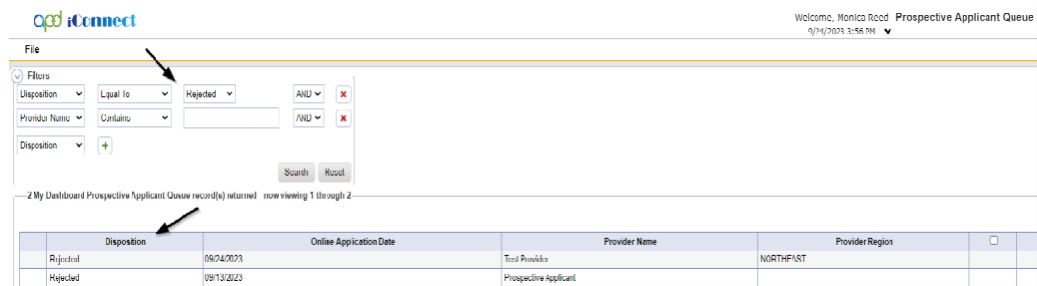 apd iConnect
Welcome, Monica Reed Prospective Applicant Queue
9/24/2023 3:56 PM
File
Filters
Disposition Equal To Rejected AND
Provider Name Contains AND
Disposition
Search Reset
2 My Dashboard Prospective Applicant Queue record(s) returned now viewing 1 through 2
Disposition Online Application Date Provider Name Provider Region
Rejected 09/24/2023 Test Provider NORTHEAST
Rejected 09/13/2023 Prospective Applicant